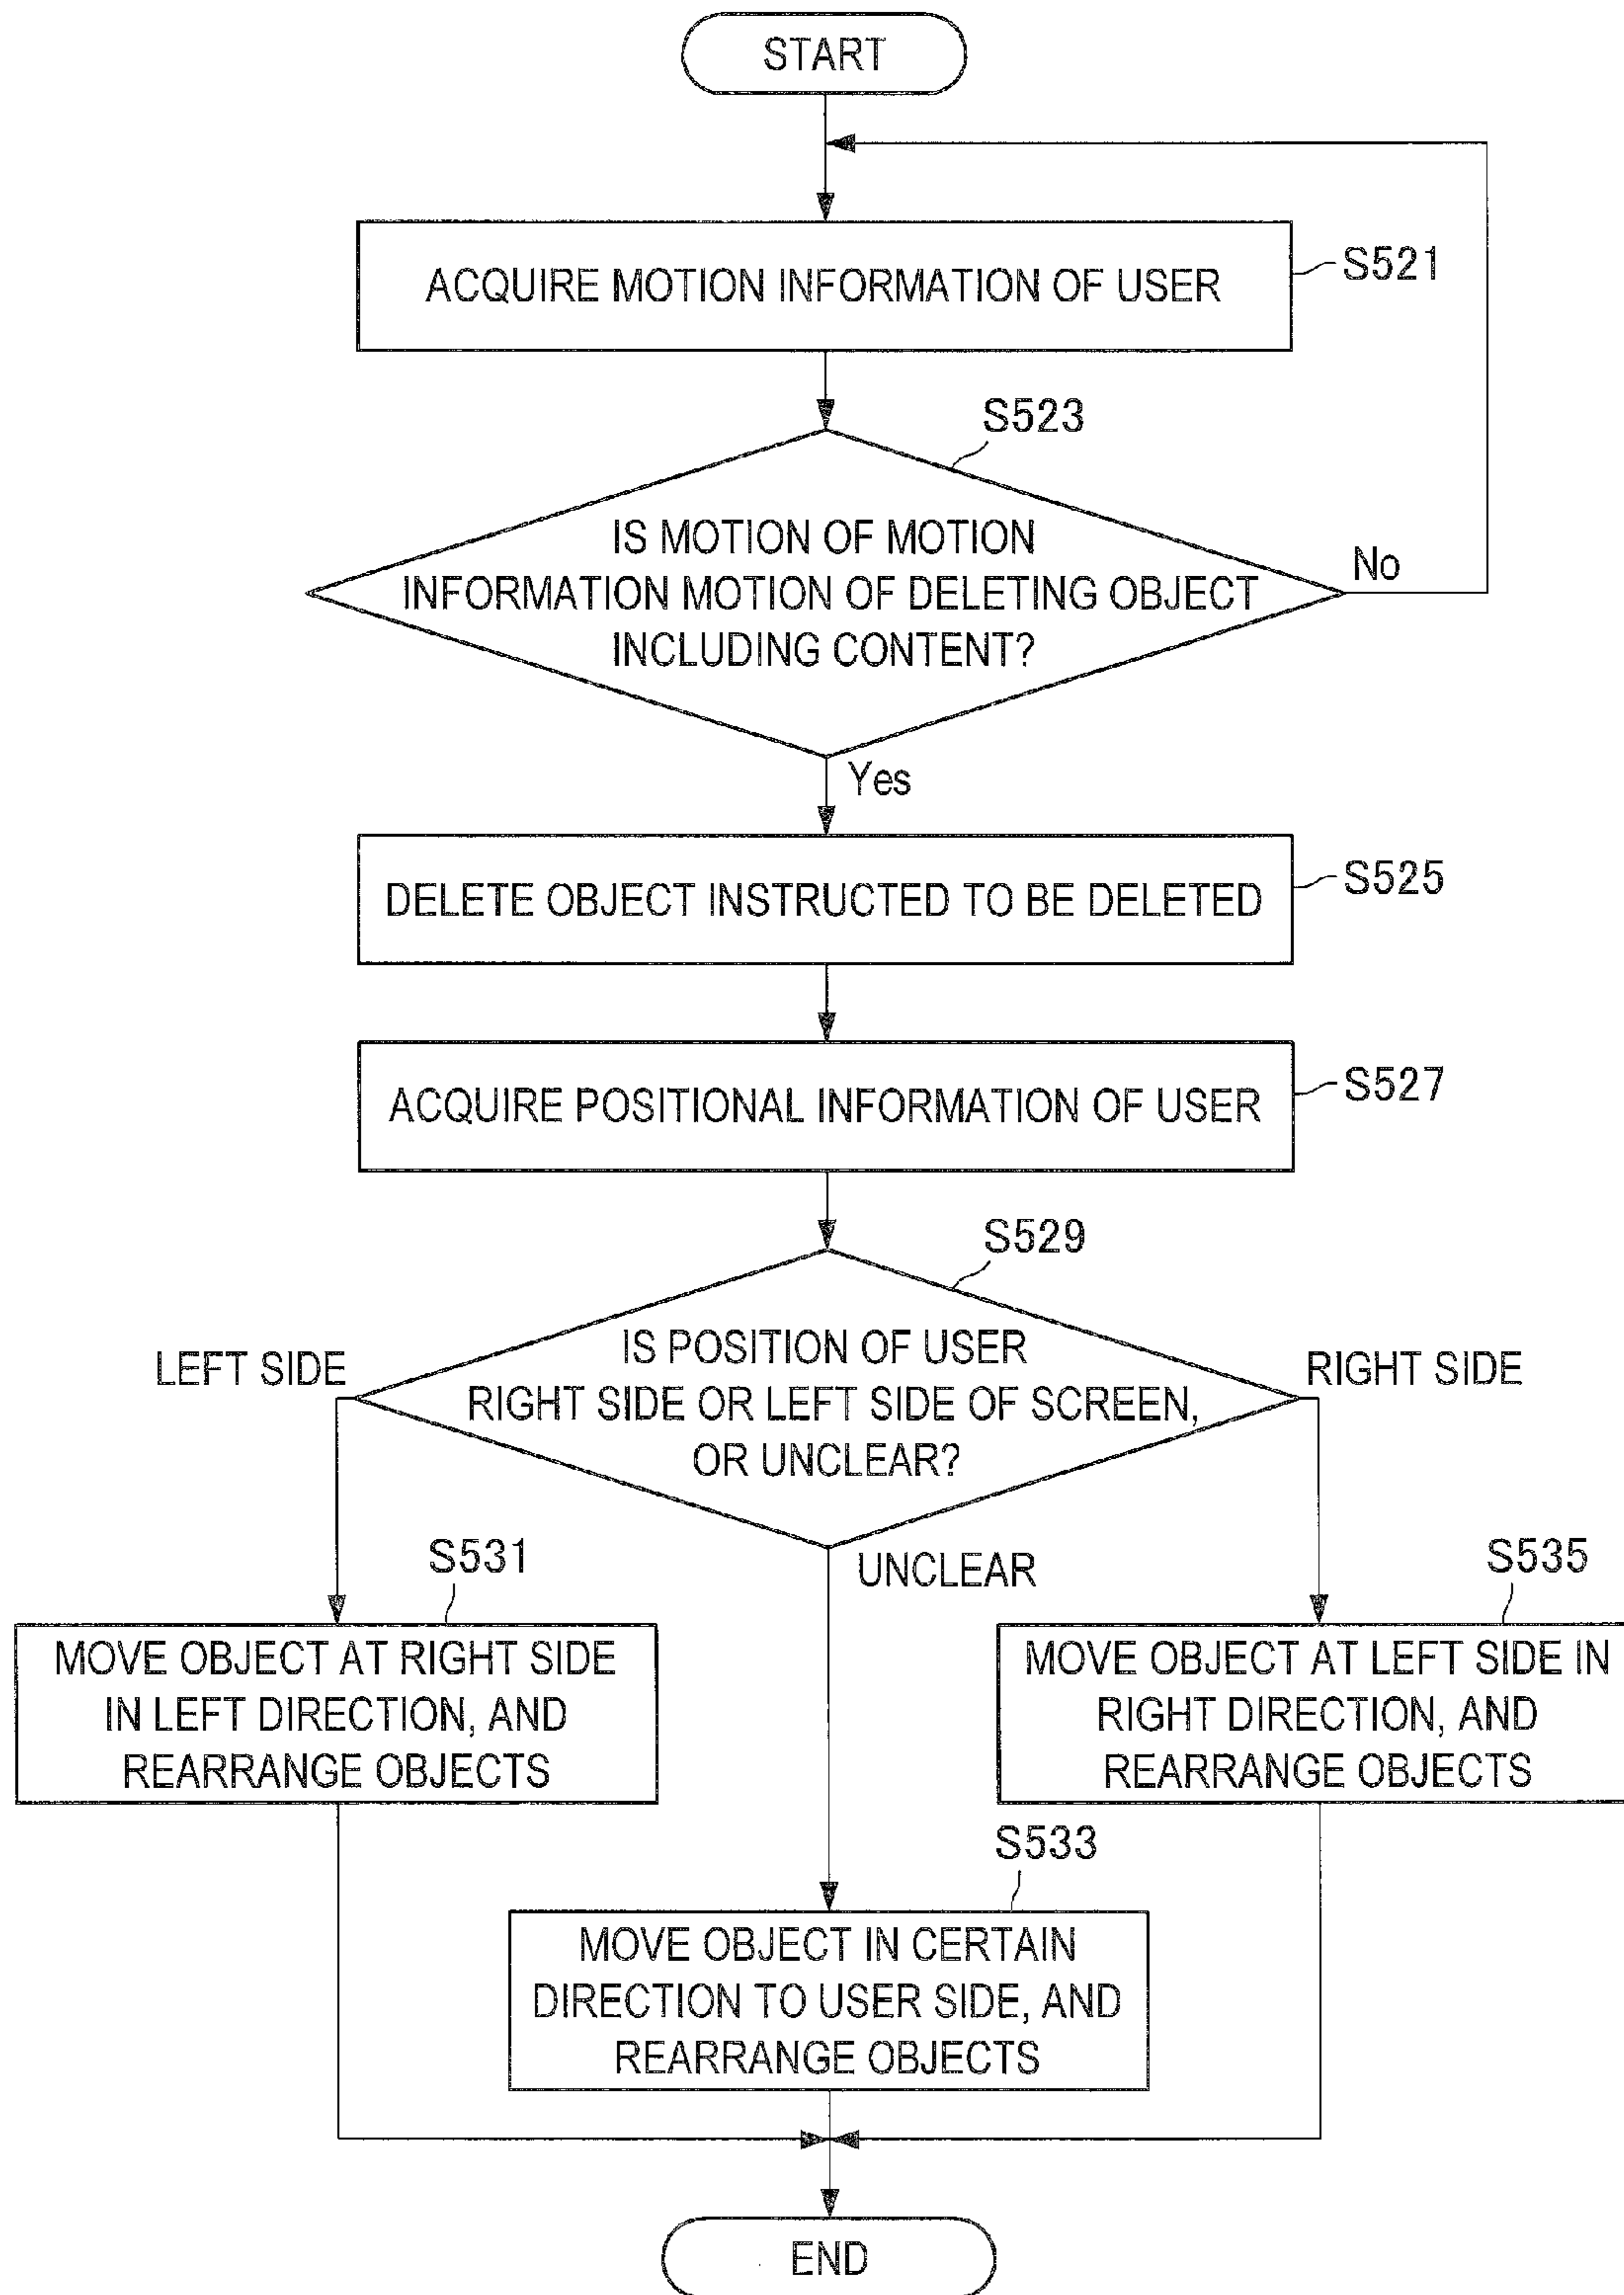 START
ACQUIRE MOTION INFORMATION OF USER
S521
S523
IS MOTION OF MOTION
INFORMATION MOTION OF DELETING OBJECT
INCLUDING CONTENT?
No
Yes
DELETE OBJECT INSTRUCTED TO BE DELETED
S525
ACQUIRE POSITIONAL INFORMATION OF USER
S527
S529
IS POSITION OF USER
RIGHT SIDE OR LEFT SIDE OF SCREEN,
OR UNCLEAR?
LEFT SIDE
RIGHT SIDE
UNCLEAR
S531
MOVE OBJECT AT RIGHT SIDE
IN LEFT DIRECTION, AND
REARRANGE OBJECTS
S535
MOVE OBJECT AT LEFT SIDE IN
RIGHT DIRECTION, AND
REARRANGE OBJECTS
S533
MOVE OBJECT IN CERTAIN
DIRECTION TO USER SIDE, AND
REARRANGE OBJECTS
END